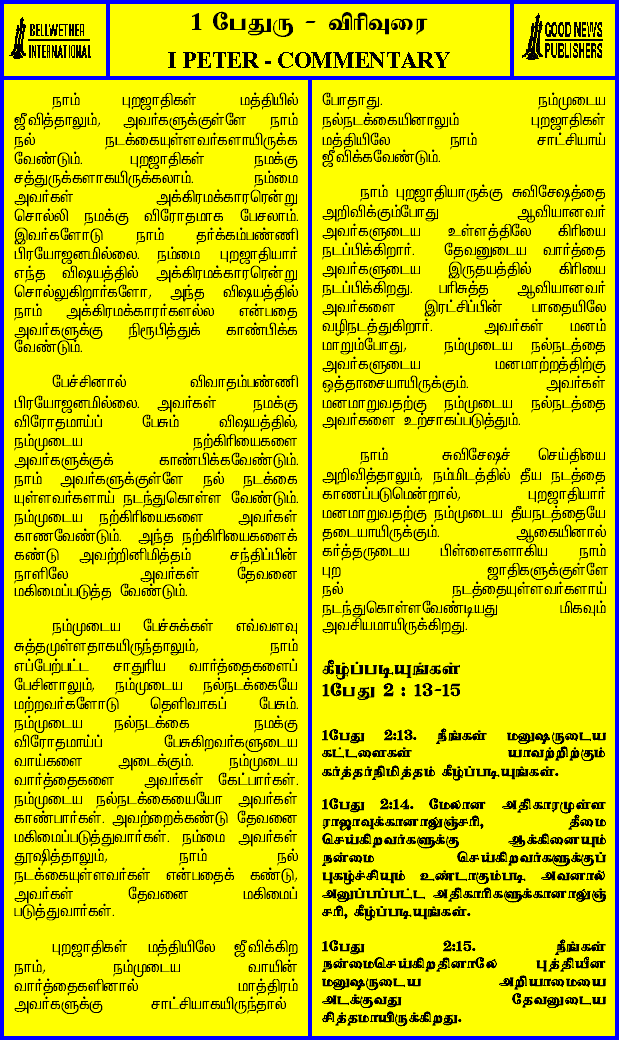 BELLWETHER
INTERNATIONAL
1 பேதுரு - விரிவுரை
I PETER - COMMENTARY
GOOD NEWS
PUBLISHERS
நாம் புறஜாதிகள் மத்தியில்
ஜீவித்தாலும், அவர்களுக்குள்ளே நாம்
நல் நடக்கையுள்ளவர்களாயிருக்க
வேண்டும். புறஜாதிகள் நமக்கு
சத்துருக்களாகயிருக்கலாம். நம்மை
அவர்கள் அக்கிரமக்காரரென்று
சொல்லி நமக்கு விரோதமாக பேசலாம்.
இவர்களோடு நாம் தர்க்கம்பண்ணி
பிரயோஜனமில்லை. நம்மை புறஜாதியார்
எந்த விஷயத்தில் அக்கிரமக்காரரென்று
சொல்லுகிறார்களோ, அந்த விஷயத்தில்
நாம் அக்கிரமக்காரர்களல்ல என்பதை
அவர்களுக்கு நிரூபித்துக் காண்பிக்க
வேண்டும்.
பேச்சினால் விவாதம்பண்ணி
பிரயோஜனமில்லை. அவர்கள் நமக்கு
விரோதமாய்ப் பேசும் விஷயத்தில்,
நம்முடைய நற்கிரியைகளை
அவர்களுக்குக் காண்பிக்கவேண்டும்.
நாம் அவர்களுக்குள்ளே நல் நடக்கை
யுள்ளவர்களாய் நடந்துகொள்ள வேண்டும்.
நம்முடைய நற்கிரியைகளை அவர்கள்
காணவேண்டும். அந்த நற்கிரியைகளைக்
கண்டு அவற்றினிமித்தம் சந்திப்பின்
நாளிலே அவர்கள் தேவனை
மகிமைப்படுத்த வேண்டும்.
நம்முடைய பேச்சுக்கள் எவ்வளவு
சுத்தமுள்ளதாகயிருந்தாலும், நாம்
எப்பேற்பட்ட சாதுரிய வார்த்தைகளைப்
பேசினாலும், நம்முடைய நல்நடக்கையே
மற்றவர்களோடு தெளிவாகப் பேசும்.
நம்முடைய நல்நடக்கை நமக்கு
விரோதமாய்ப் பேசுகிறவர்களுடைய
வாய்களை அடைக்கும். நம்முடைய
வார்த்தைகளை அவர்கள் கேட்பார்கள்.
நம்முடைய நல்நடக்கையையோ அவர்கள்
காண்பார்கள். அவற்றைக்கண்டு தேவனை
மகிமைப்படுத்துவார்கள். நம்மை அவர்கள்
தூஷித்தாலும், நாம் நல்
நடக்கையுள்ளவர்கள் என்பதைக் கண்டு,
அவர்கள் தேவனை மகிமைப்
படுத்துவார்கள்.
புறஜாதிகள் மத்தியிலே ஜீவிக்கிற
நாம், நம்முடைய வாயின்
வார்த்தைகளினால் மாத்திரம்
அவர்களுக்கு சாட்சியாகயிருந்தால்
போதாது. நம்முடைய
நல்நடக்கையினாலும் புறஜாதிகள்
மத்தியிலே நாம் சாட்சியாய்
ஜீவிக்கவேண்டும்.
நாம் புறஜாதியாருக்கு சுவிசேஷத்தை
அறிவிக்கும்போது ஆவியானவர்
அவர்களுடைய உள்ளத்திலே கிரியை
நடப்பிக்கிறார். தேவனுடைய வார்த்தை
அவர்களுடைய இருதயத்தில் கிரியை
நடப்பிக்கிறது. பரிசுத்த ஆவியானவர்
அவர்களை இரட்சிப்பின் பாதையிலே
வழிநடத்துகிறார். அவர்கள் மனம்
மாறும்போது, நம்முடைய நல்நடத்தை
அவர்களுடைய மனமாற்றத்திற்கு
ஒத்தாசையாயிருக்கும். அவர்கள்
மனமாறுவதற்கு நம்முடைய நல்நடத்தை
அவர்களை உற்சாகப்படுத்தும்.
நாம் சுவிசேஷச் செய்தியை
அறிவித்தாலும், நம்மிடத்தில் தீய நடத்தை
காணப்படுமென்றால், புறஜாதியார்
மனமாறுவதற்கு நம்முடைய தீயநடத்தையே
தடையாயிருக்கும். ஆகையினால்
கர்த்தருடைய பிள்ளைகளாகிய நாம்
புற ஜாதிகளுக்குள்ளே
நல் நடத்தையுள்ளவர்களாய்
நடந்துகொள்ளவேண்டியது மிகவும்
அவசியமாயிருக்கிறது.
கீழ்ப்படியுங்கள்
1பேது 2 : 13-15
1பேது 2:13. நீங்கள் மனுஷருடைய
கட்டளைகள் யாவற்றிற்கும்
கர்த்தர்நிமித்தம் கீழ்ப்படியுங்கள்.
1பேது 2:14. மேலான அதிகாரமுள்ள
ராஜாவுக்கானாலுஞ்சரி, தீமை
செய்கிறவர்களுக்கு ஆக்கினையும்
நன்மை செய்கிறவர்களுக்குப்
புகழ்ச்சியும் உண்டாகும்படி அவனால்
அனுப்பப்பட்ட அதிகாரிகளுக்கானாலுஞ்
சரி, கீழ்ப்படியுங்கள்.
1பேது 2:15. நீங்கள்
நன்மைசெய்கிறதினாலே புத்தியீன
மனுஷருடைய அறியாமையை
அடக்குவது தேவனுடைய
சித்தமாயிருக்கிறது.